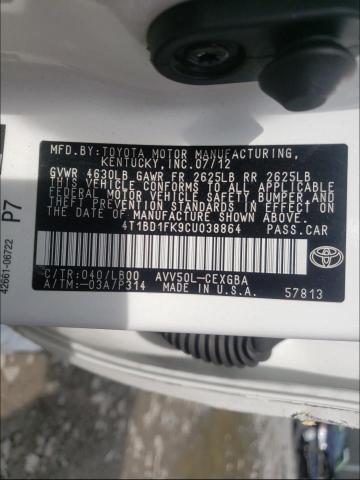 MFD.BY:TOYOTA MOTOR MANUFACTURING,
KENTUCKY,INC.07/12
GVWR 4630LB GAWR FR 2625LB RR 2625LB
THIS VEHICLE CONFORMS TO ALL APPLICABLE
FEDERAL MOTOR VEHICLE SAFETY, BUMPER, AND
THEFT PREVENTION STANDARDS IN EFFECT ON
THE DATE OF MANUFACTURE SHOWN ABOVE.
4T1BD1FK9CU038864 PASS.CAR
C/TR:040/LB00 AVV50L-CEXGBA
A/TM:-03A/P314 MADE IN U.S.A.
57813
P7
42661-06722